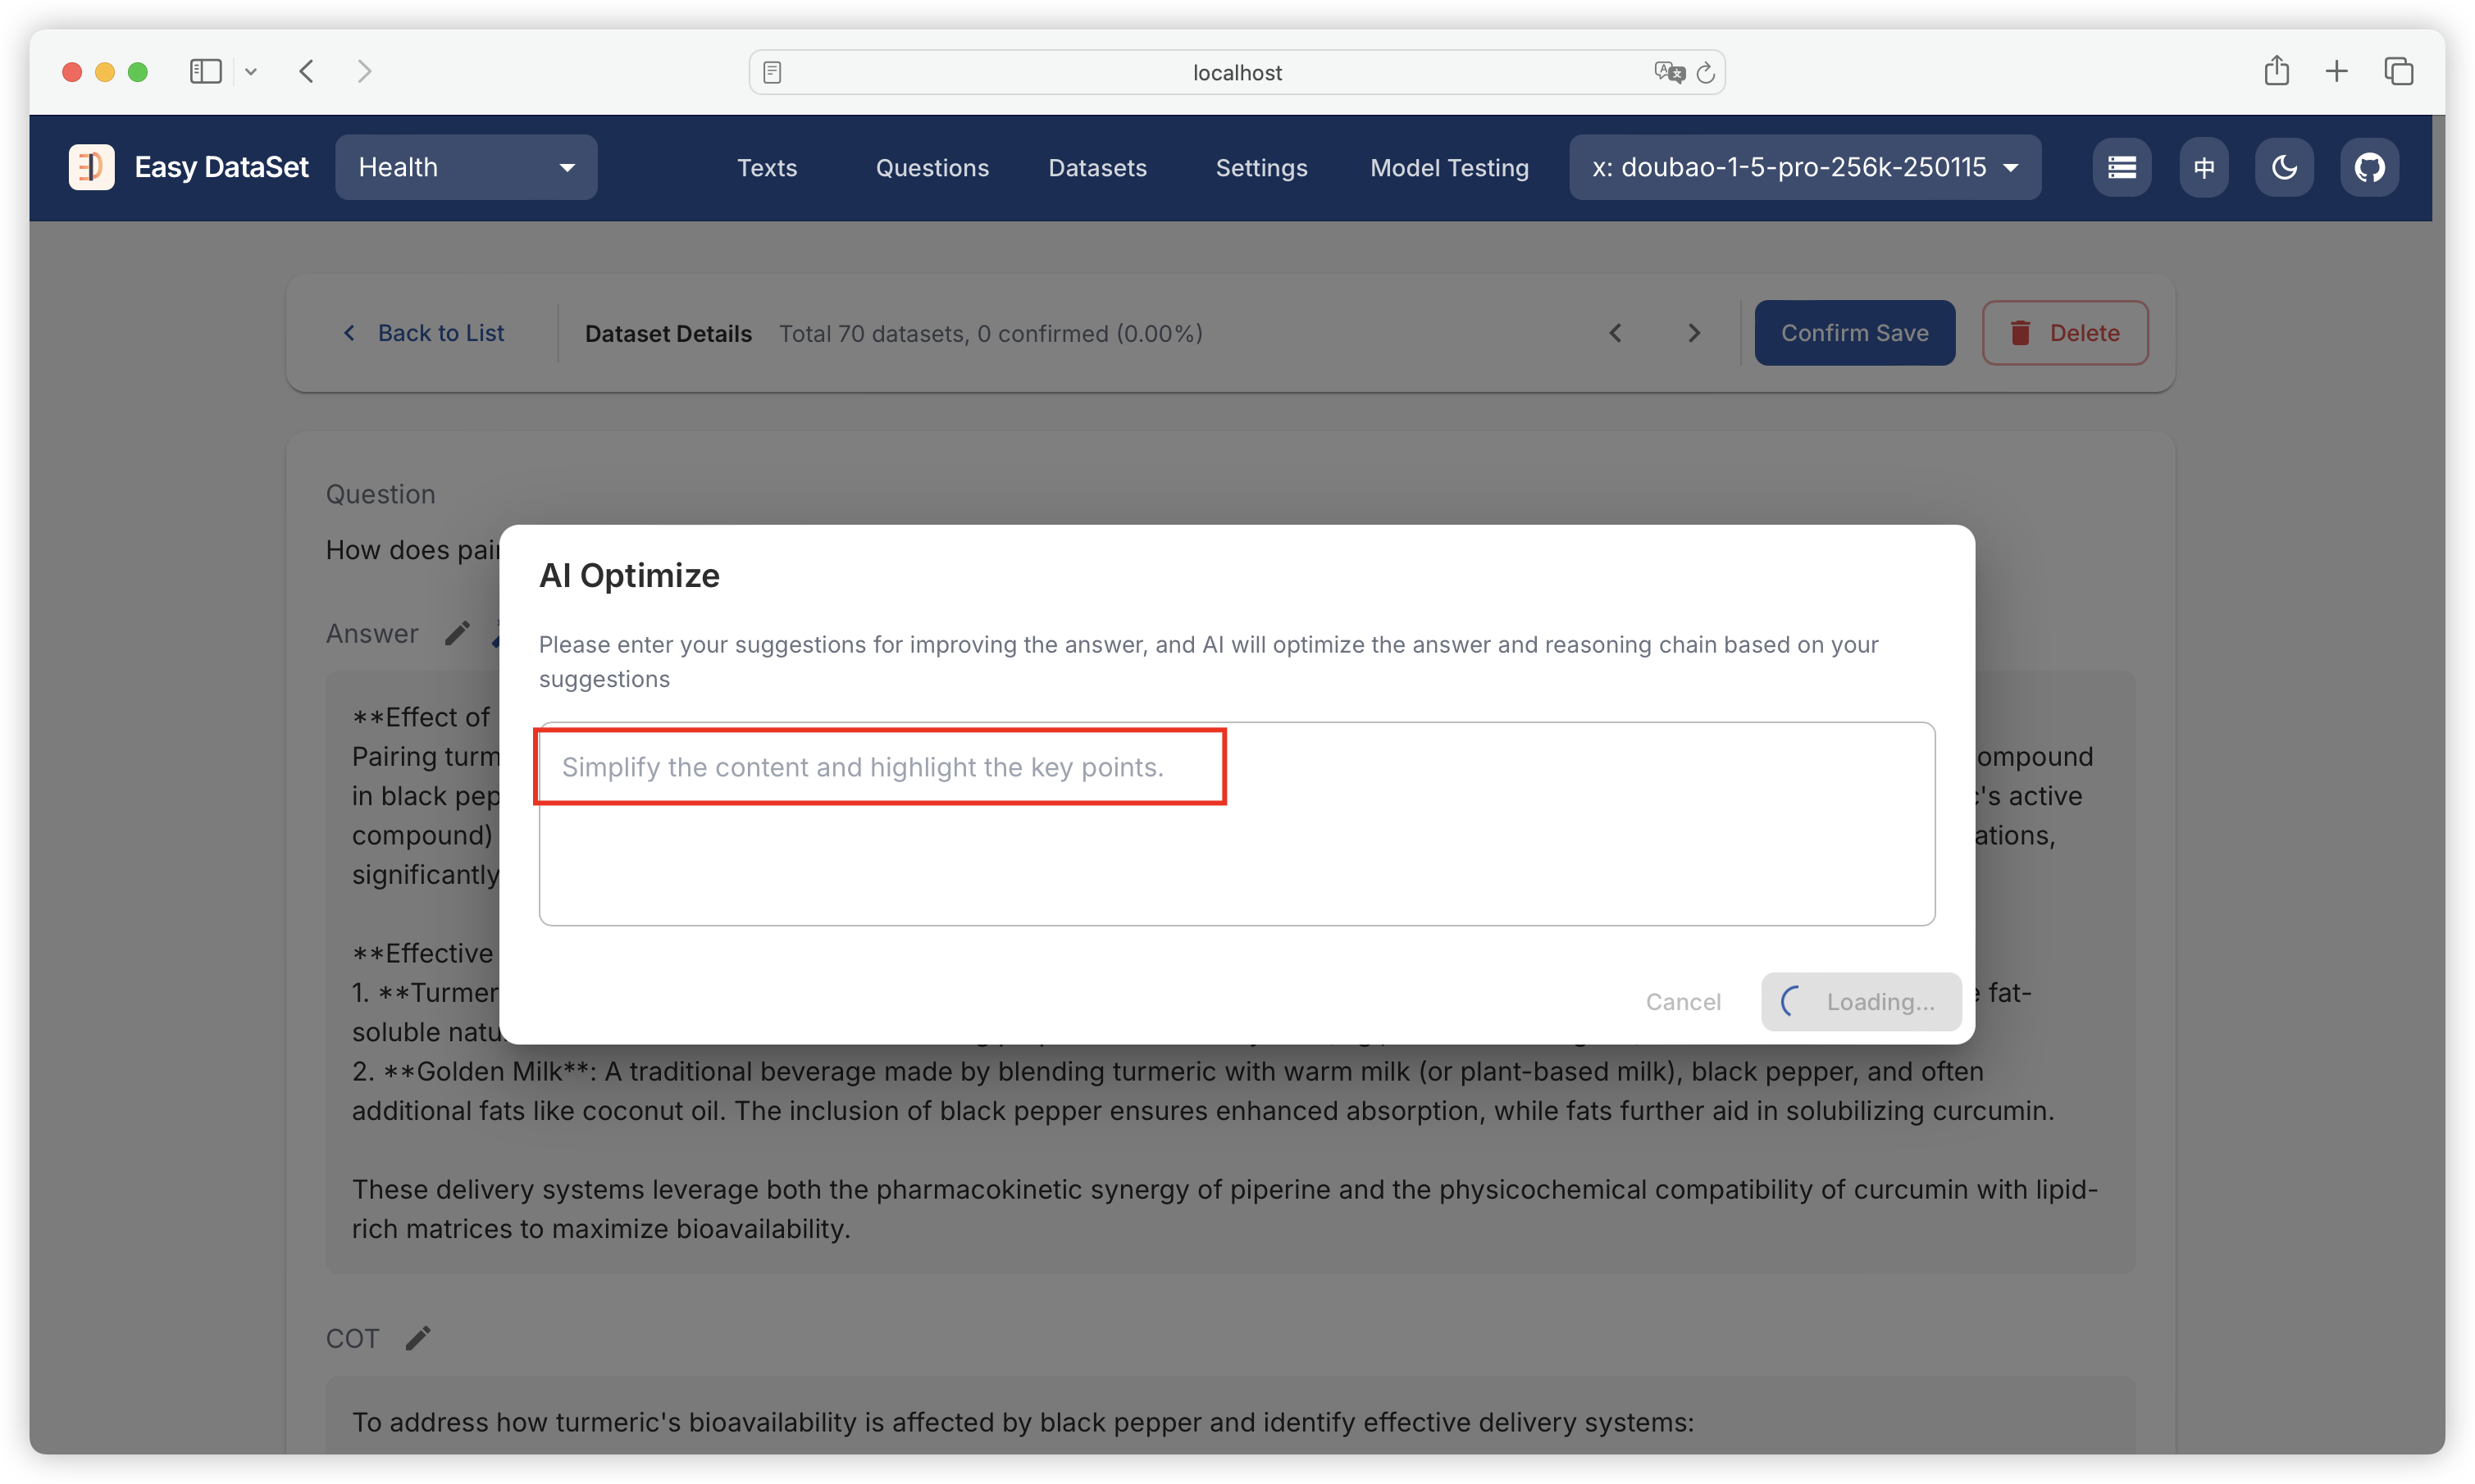 localhost
Easy DataSet
Health
Texts
Questions
Datasets
Settings
Model Testing
x: doubao-1-5-pro-256k-250115
中
Back to List
Dataset Details
Total 70 datasets, 0 confirmed (0.00%)
Confirm Save
Delete
Question
How does
Answer
AI Optimize
Please enter your suggestions for improving the answer, and AI will optimize the answer and reasoning chain based on your
suggestions
Simplify the content and highlight the key points.
Cancel
Loading...
**Effect of
Pairing
in black
compound)
significantly
's active
**Effective
1.
fat-
soluble
2. **Golden Milk**: A traditional beverage made by blending turmeric with warm milk (or plant-based milk), black pepper, and often
additional fats like coconut oil. The inclusion of black pepper ensures enhanced absorption, while fats further aid in solubilizing curcumin.
These delivery systems leverage both the pharmacokinetic synergy of piperine and the physicochemical compatibility of curcumin with lipid-
rich matrices to maximize bioavailability.
COT
To address how turmeric's bioavailability is affected by black pepper and identify effective delivery systems: